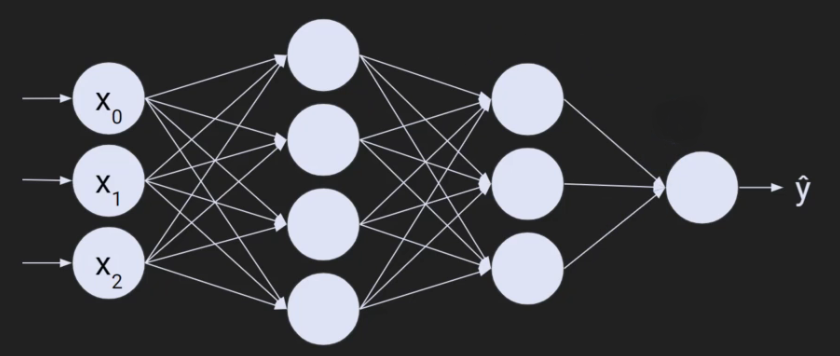 x₀
x₁
x₂
ŷ